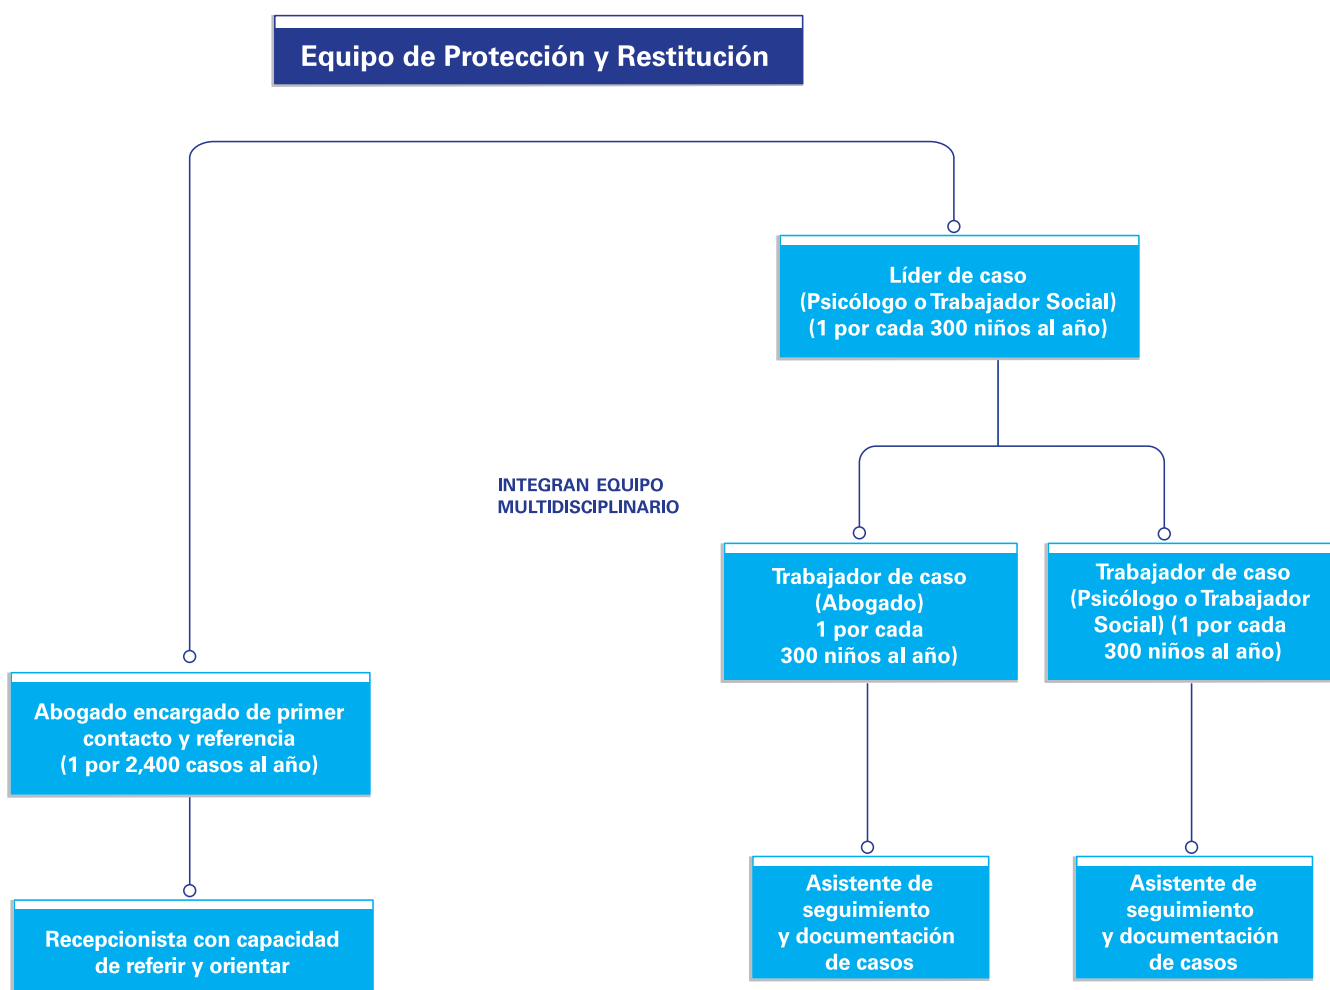 Equipo de Protección y Restitución
Líder de caso
(Psicólogo o Trabajador Social)
(1 por cada 300 niños al año)
INTEGRAN EQUIPO
MULTIDISCIPLINARIO
Trabajador de caso
(Abogado)
1 por cada
300 niños al año)
Trabajador de caso
(Psicólogo o Trabajador
Social) (1 por cada
300 niños al año)
Abogado encargado de primer
contacto y referencia
(1 por 2,400 casos al año)
Recepcionista con capacidad
de referir y orientar
Asistente de
seguimiento
y documentación
de casos
Asistente de
seguimiento
y documentación
de casos